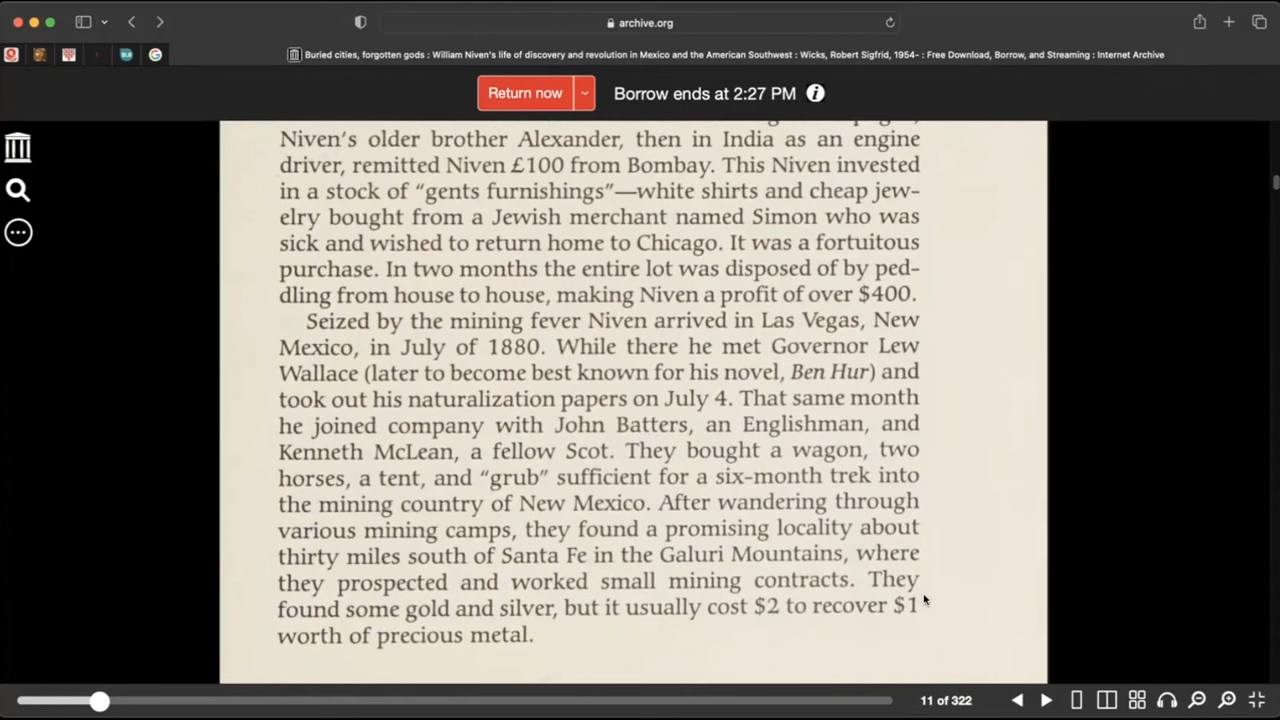 archive.org
Buried cities, forgotten gods : William Niven's life of discovery and revolution in Mexico and the American Southwest : Wicks, Robert Sigfrid, 1954- : Free Download, Borrow, and Streaming : Internet Archive
Return now Borrow ends at 2:27 PM
Niven's older brother Alexander, then in India as an engine
driver, remitted Niven £100 from Bombay. This Niven invested
in a stock of “gents furnishings”—white shirts and cheap jew-
elry bought from a Jewish merchant named Simon who was
sick and wished to return home to Chicago. It was a fortuitous
purchase. In two months the entire lot was disposed of by ped-
dling from house to house, making Niven a profit of over $400.
Seized by the mining fever Niven arrived in Las Vegas, New
Mexico, in July of 1880. While there he met Governor Lew
Wallace (later to become best known for his novel, Ben Hur) and
took out his naturalization papers on July 4. That same month
he joined company with John Batters, an Englishman, and
Kenneth McLean, a fellow Scot. They bought a wagon, two
horses, a tent, and “grub” sufficient for a six-month trek into
the mining country of New Mexico. After wandering through
various mining camps, they found a promising locality about
thirty miles south of Santa Fe in the Galuri Mountains, where
they prospected and worked small mining contracts. They
found some gold and silver, but it usually cost $2 to recover $1
worth of precious metal.
11 of 322